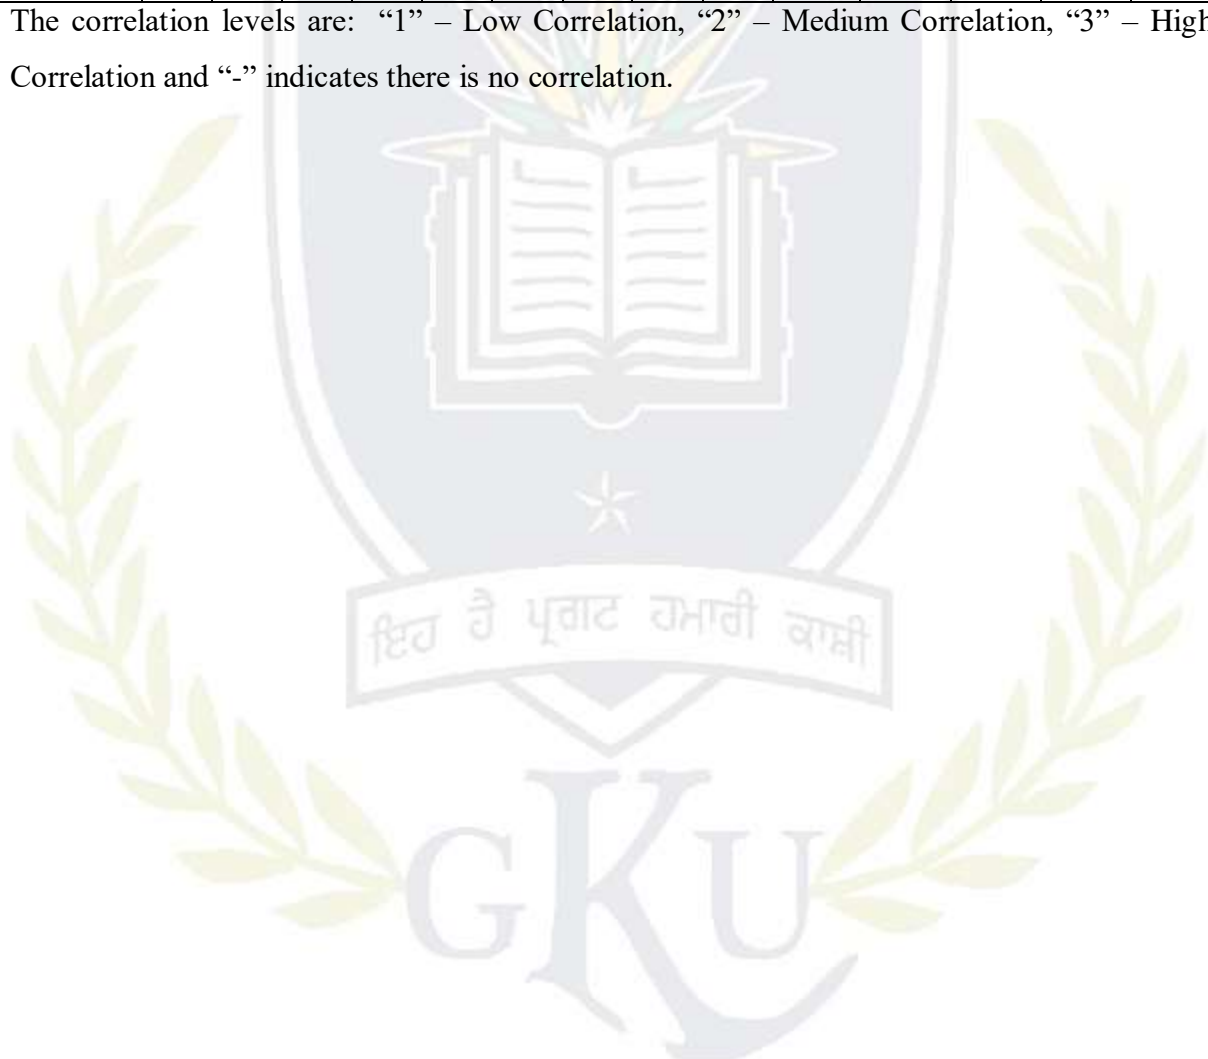 The correlation levels are: “1” – Low Correlation, “2” – Medium Correlation, “3” – High
Correlation and “-” indicates there is no correlation.
ਇਹ ਹੈ ਪ੍ਰਗਟ ਹਮਾਰੀ ਕਾਸ਼ੀ
GKU